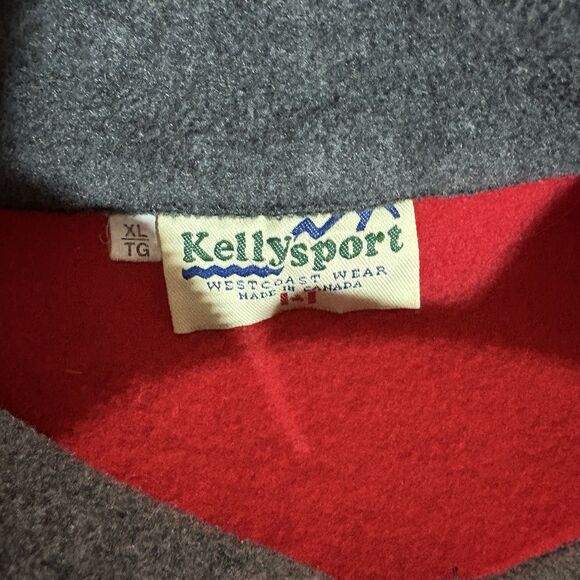 XL
TG
Kellysport
WESTCOAST WEAR
MADE IN CANADA